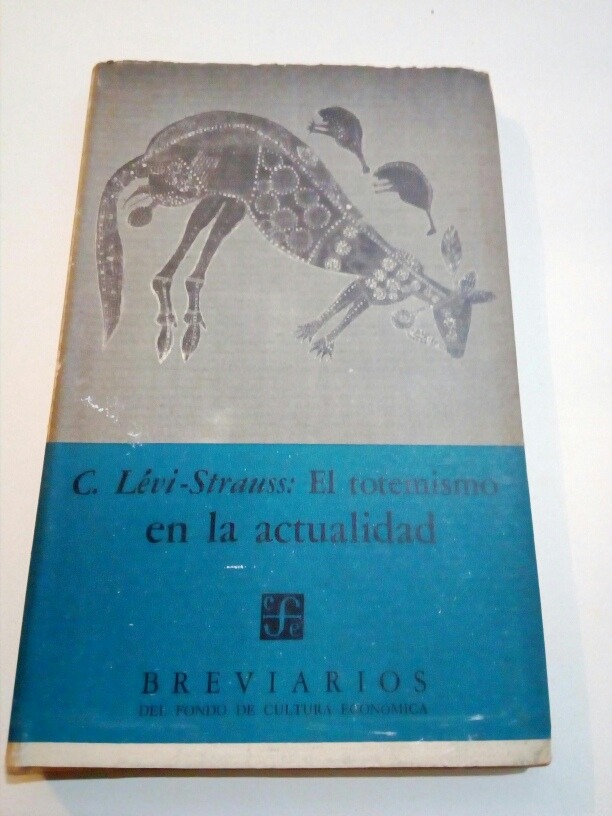 C. Lévi-Strauss: El totemismo
en la actualidad
BREVIARIOS
DEL FONDO DE CULTURA ECONÓMICA